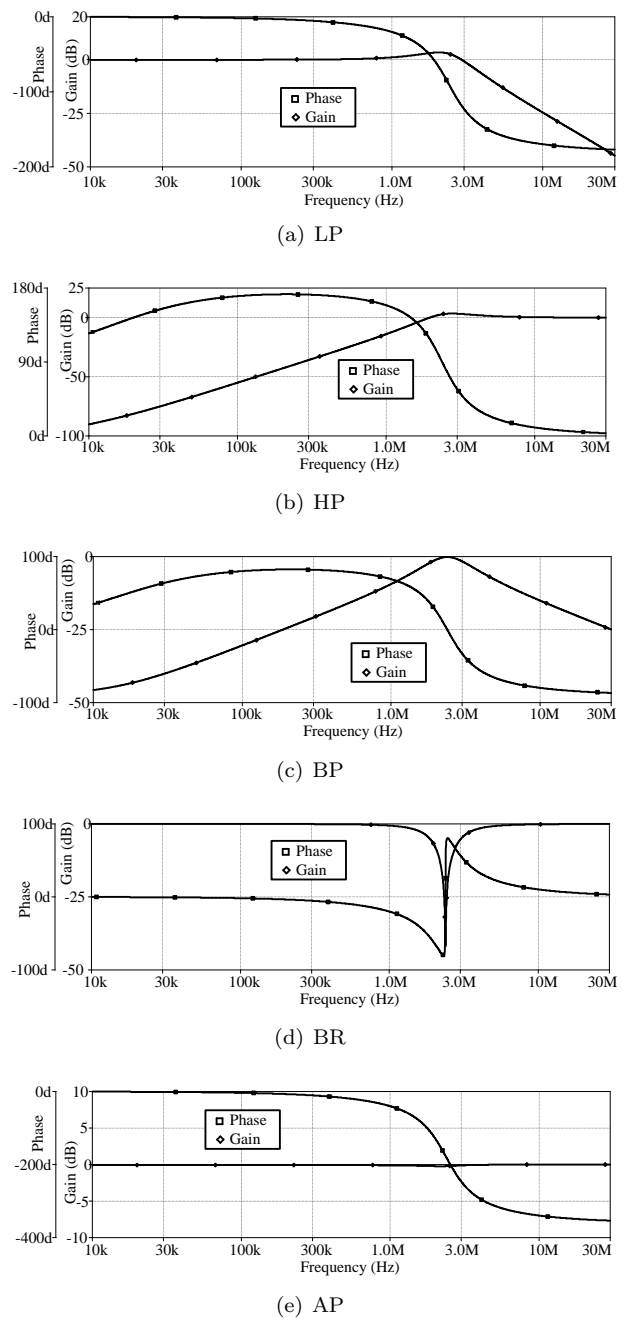 0d
20
Phase
Gain (dB)
0
-100d
-25
-200d
-50
Phase
Gain
10k 30k 100k 300k 1.0M 3.0M 10M 30M
Frequency (Hz)
(a) LP
180d
25
Phase
Gain (dB)
0
90d
-50
0d
-100
Phase
Gain
10k 30k 100k 300k 1.0M 3.0M 10M 30M
Frequency (Hz)
(b) HP
100d
0
Phase
Gain (dB)
0d
-25
-100d
-50
Phase
Gain
10k 30k 100k 300k 1.0M 3.0M 10M 30M
Frequency (Hz)
(c) BP
100d
0
Phase
Gain (dB)
0d
-25
-100d
-50
Phase
Gain
10k 30k 100k 300k 1.0M 3.0M 10M 30M
Frequency (Hz)
(d) BR
0d
10
Phase
Gain (dB)
5
-200d
0
-5
-400d
-10
Phase
Gain
10k 30k 100k 300k 1.0M 3.0M 10M 30M
Frequency (Hz)
(e) AP